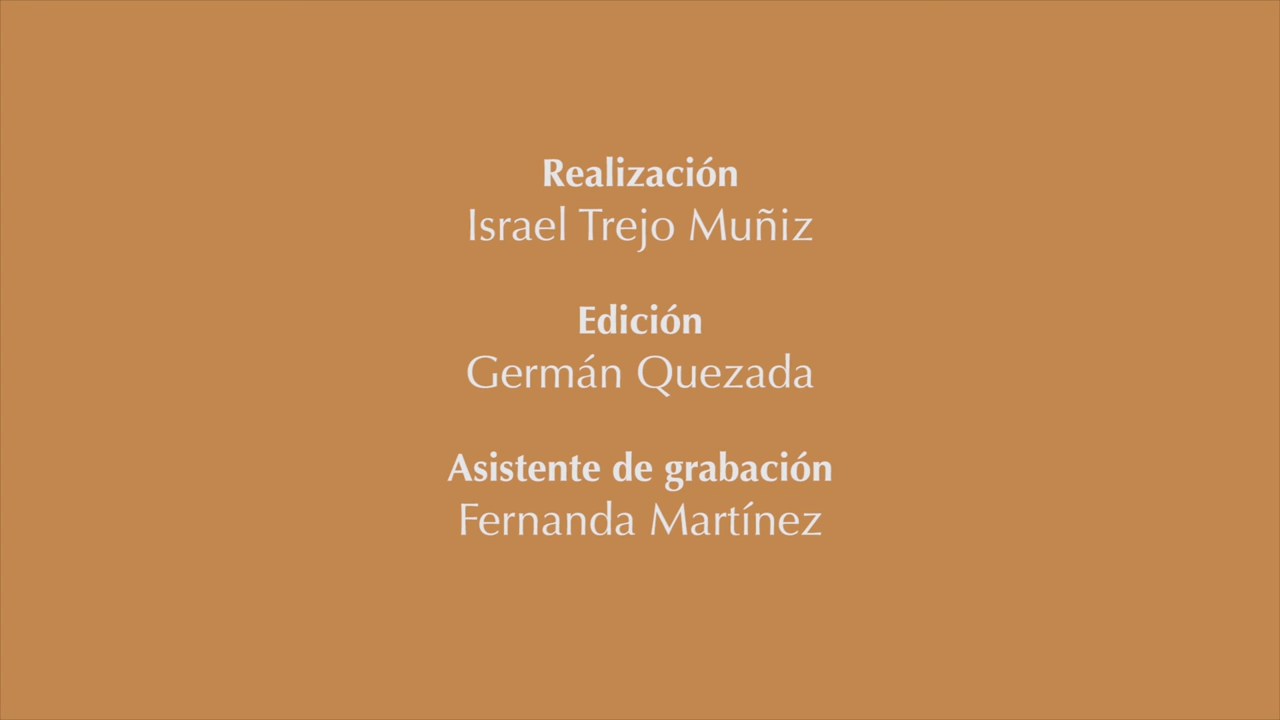 Realización
Israel Trejo Muñiz
Edición
Germán Quezada
Asistente de grabación
Fernanda Martínez